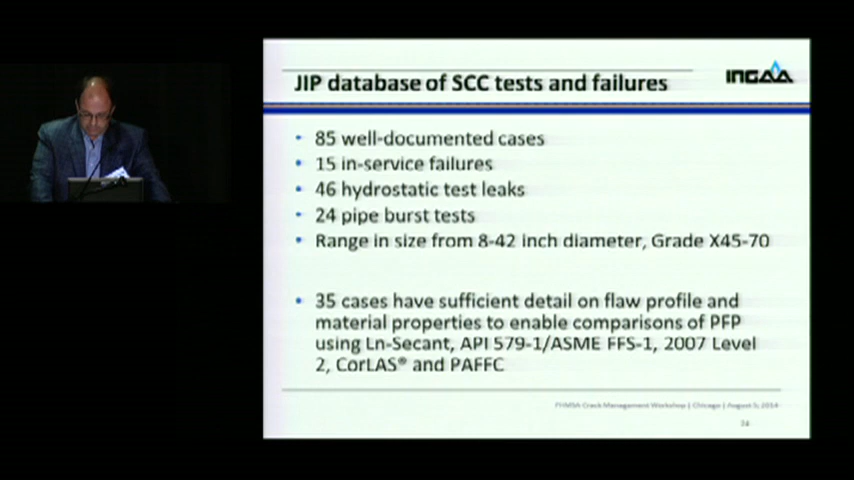 JIP database of SCC tests and failures
INGAA
• 85 well-documented cases
• 15 in-service failures
• 46 hydrostatic test leaks
• 24 pipe burst tests
• Range in size from 8-42 inch diameter, Grade X45-70
• 35 cases have sufficient detail on flaw profile and
material properties to enable comparisons of PFP
using Ln-Secant, API 579-1/ASME FFS-1, 2007 Level
2, CorLAS® and PAFFC
PHMSA Crack Management Workshop | Chicago | August 5, 2014
24